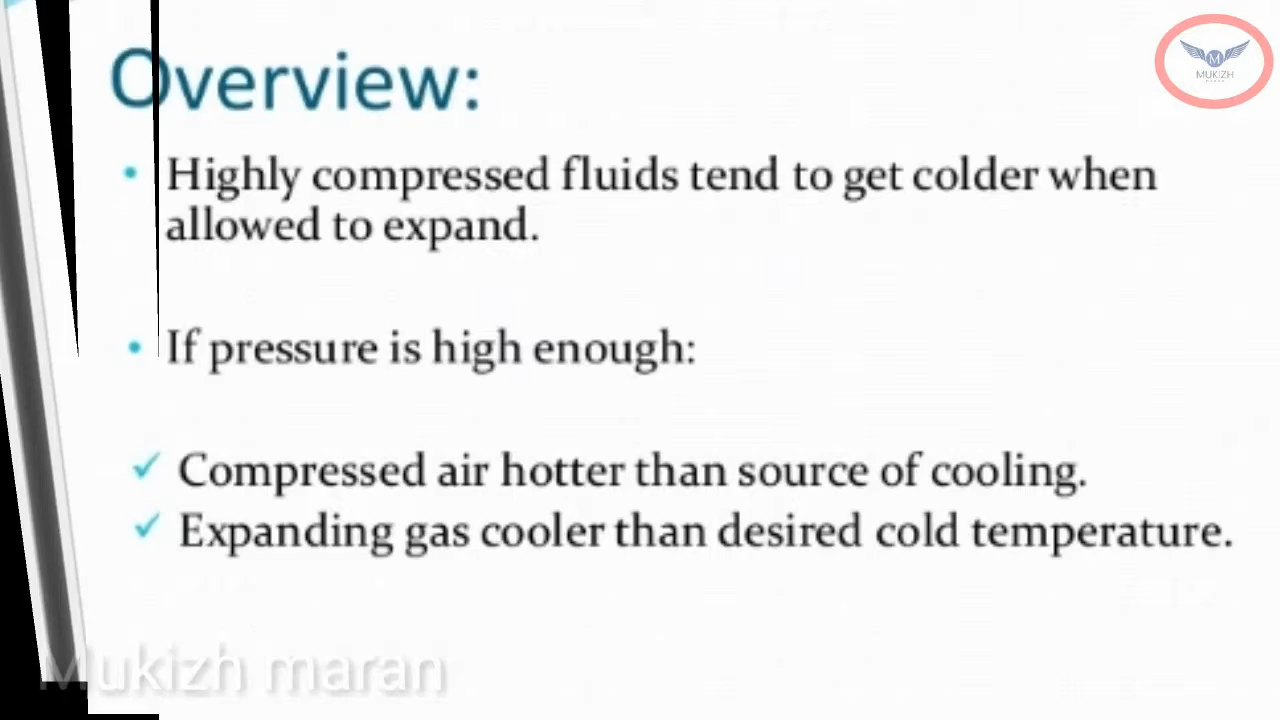 MUKIZH
Overview:
• Highly compressed fluids tend to get colder when
allowed to expand.
• If pressure is high enough:
✓ Compressed air hotter than source of cooling.
✓ Expanding gas cooler than desired cold temperature.
Mukizh maran